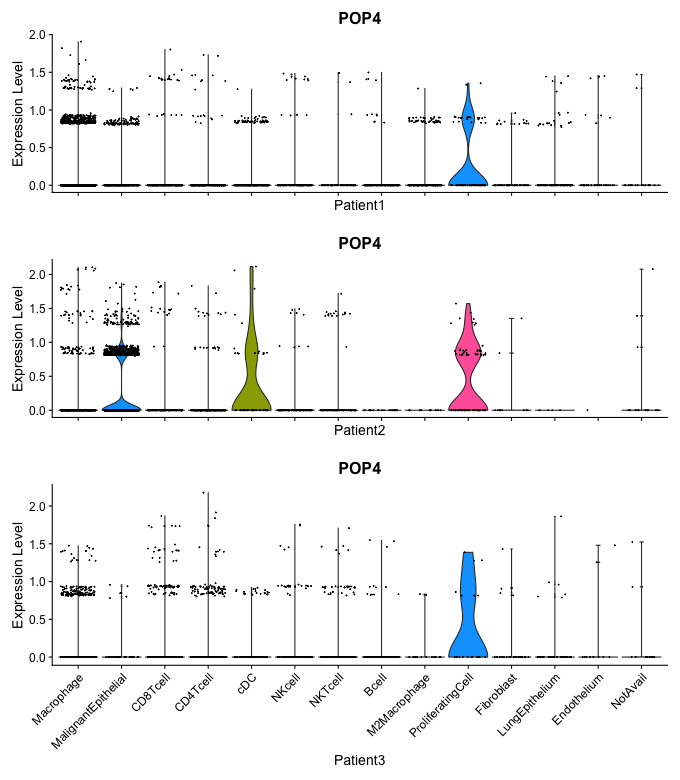 POP4
Expression Level
2.0
1.5
1.0
0.5
0.0
Patient1
POP4
Expression Level
2.0
1.5
1.0
0.5
0.0
Patient2
POP4
Expression Level
2.0
1.5
1.0
0.5
0.0
Macrophage
MalignantEpithelial
CD8Tcell
CD4Tcell
cDC
NKcell
NKTcell
Bcell
M2Macrophage
ProliferatingCell
Fibroblast
LungEpithelium
Endothelium
NotAvail
Patient3